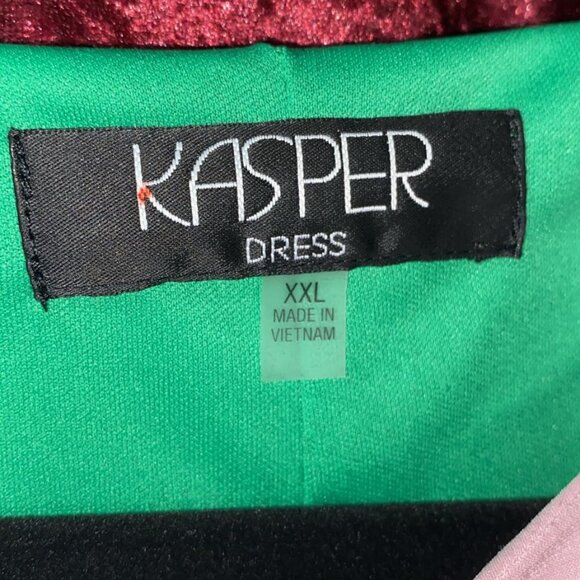 KASPER
DRESS
XXL
MADE IN
VIETNAM